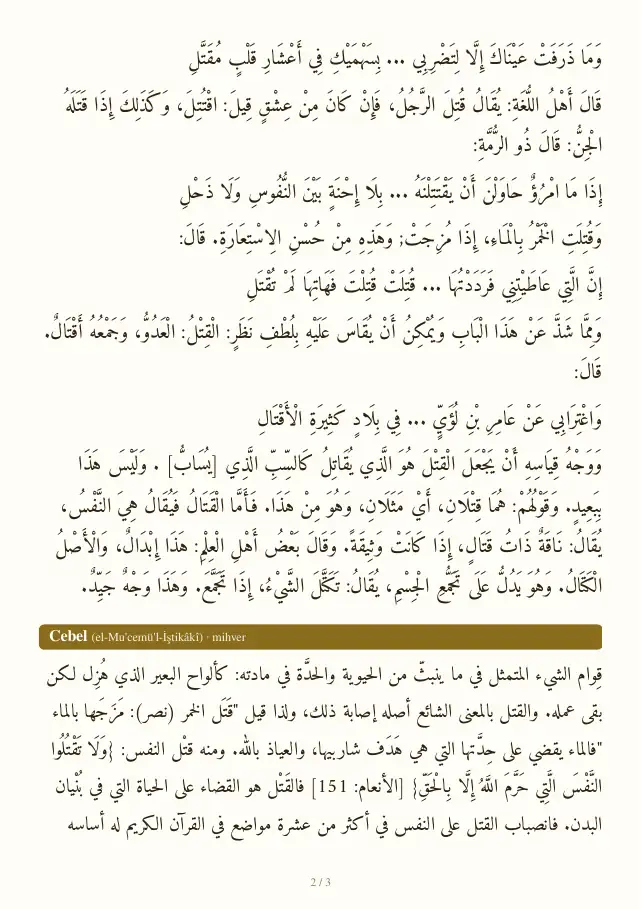 وَمَا ذَرَفَتْ عَيْنَاكَ إِلَّا لِتَضْرِبِي ... بِسَهْمَيْكِ فِي أَعْشَارِ قَلْبٍ مُقَتَّلِ
قَالَ أَهْلُ اللُّغَةِ: يُقَالُ قُتِلَ الرَّجُلُ، فَإِنْ كَانَ مِنْ عِشْقٍ قِيلَ: اقْتُتِلَ، وَكَذَلِكَ إِذَا قَتَلَهُ
الْجِنُّ: قَالَ ذُو الرُّمَّةِ:
إِذَا مَا امْرُؤٌ حَاوَلْنَ أَنْ يَقْتَتِلْنَهُ ... بِلَا إِحْنَةٍ بَيْنَ النُّفُوسِ وَلَا ذَحْلِ
وَقُتِلَتِ الْخَمْرُ بِالْمَاءِ، إِذَا مُزِجَتْ; وَهَذِهِ مِنْ حُسْنِ الِاسْتِعَارَةِ. قَالَ:
إِنَّ الَّتِي عَاطَيْتِنِي فَرَدَدْتُهَا ... قُتِلَتْ قُتِلْتَ فَهَاتِهَا لَمْ تُقْتَلِ
وَمِمَّا شَذَّ عَنْ هَذَا الْبَابِ وَيُمْكِنُ أَنْ يُقَاسَ عَلَيْهِ بِلُطْفِ نَظَرٍ: الْقِتْلُ: الْعَدُوُّ، وَجَمْعُهُ أَقْتَالٌ.
قَالَ:
وَاغْتِرَابِي عَنْ عَامِرِ بْنِ لُؤَيٍّ ... فِي بِلَادٍ كَثِيرَةِ الْأَقْتَالِ
وَوَجْهُ قِيَاسِهِ أَنْ يَجْعَلَ الْقِتْلَ هُوَ الَّذِي يُقَاتِلُ كَالسِّبِّ الَّذِي [يُسَابُّ] . وَلَيْسَ هَذَا
بِبَعِيدٍ. وَقَوْلُهُمْ: هُمَا قِتْلَانِ، أَيْ مَثَلَانِ، وَهُوَ مِنْ هَذَا. فَأَمَّا الْقَتَالُ فَيُقَالُ هِيَ النَّفْسُ،
يُقَالُ: نَاقَةٌ ذَاتُ قَتَالٍ، إِذَا كَانَتْ وَثِيقَةً. وَقَالَ بَعْضُ أَهْلِ الْعِلْمِ: هَذَا إِبْدَالٌ، وَالْأَصْلُ
الْكَتَالُ. وَهُوَ يَدُلُّ عَلَى تَجَمُّعِ الْجِسْمِ، يُقَالُ: تَكَتَّلَ الشَّيْءُ، إِذَا تَجَمَّعَ. وَهَذَا وَجْهٌ جَيِّدٌ.
Cebel (el-Mu'cemü'l-İştikâkî) · mihver
قِوام الشيء المتمثل في ما ينبثّ من الحيوية والحدَّة في مادته: كألواح البعير الذي هُزِل لكن
بقى عمله. والقتل بالمعنى الشائع أصله إصابة ذلك، ولذا قيل "قَتَل الخمر (نصر): مَزَجَها بالماء
"فالماء يقضي على حِدَّتها التي هي هَدَف شاربيها، والعياذ بالله. ومنه قتْل النفس: {وَلَا تَقْتُلُوا
النَّفْسَ الَّتِي حَرَّمَ اللَّهُ إِلَّا بِالْحَقِّ} [الأنعام: 151] فالقَتْل هو القضاء على الحياة التي في بُنْيان
البدن. فانصباب القتل على النفس في أكثر من عشرة مواضع في القرآن الكريم له أساسه
2 / 3